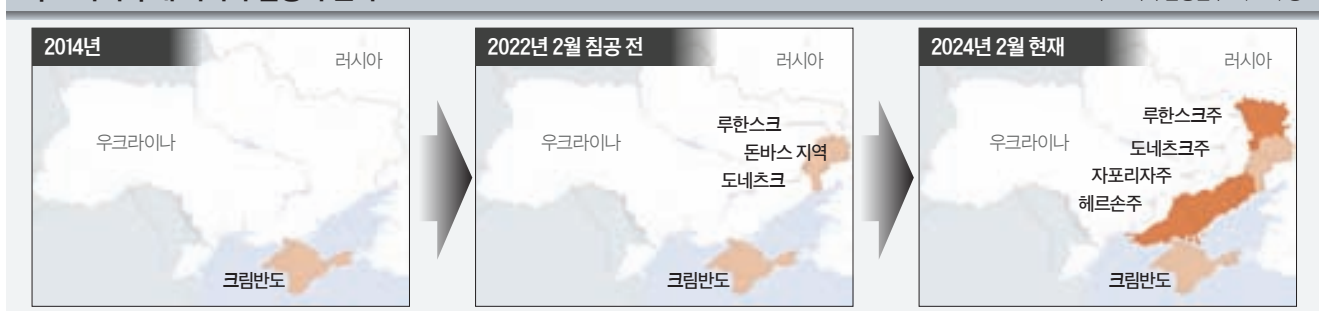 2014년
러시아
우크라이나
크림반도
2022년 2월 침공 전
러시아
우크라이나
루한스크
돈바스 지역
도네츠크
크림반도
2024년 2월 현재
러시아
우크라이나
루한스크주
도네츠크주
자포리자주
헤르손주
크림반도